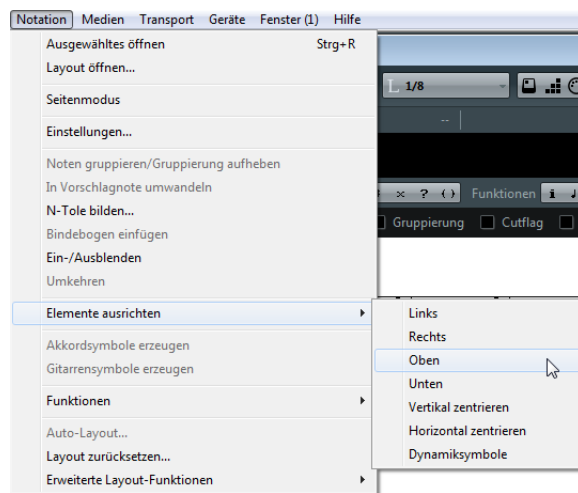 Notation Medien Transport Geräte Fenster (1) Hilfe
Ausgewähltes öffnen Strg+R
Layout öffnen...
Seitenmodus
Einstellungen...
Noten gruppieren/Gruppierung aufheben
In Vorschlagnote umwandeln
N-Tole bilden...
Bindebogen einfügen
Ein-/Ausblenden
Umkehren
Elemente ausrichten
Akkordsymbole erzeugen
Gitarrensymbole erzeugen
Funktionen
Auto-Layout...
Layout zurücksetzen...
Erweiterte Layout-Funktionen
L 1/8
--
× ? ( ) Funktionen i
Gruppierung Cutflag
Links
Rechts
Oben
Unten
Vertikal zentrieren
Horizontal zentrieren
Dynamiksymbole